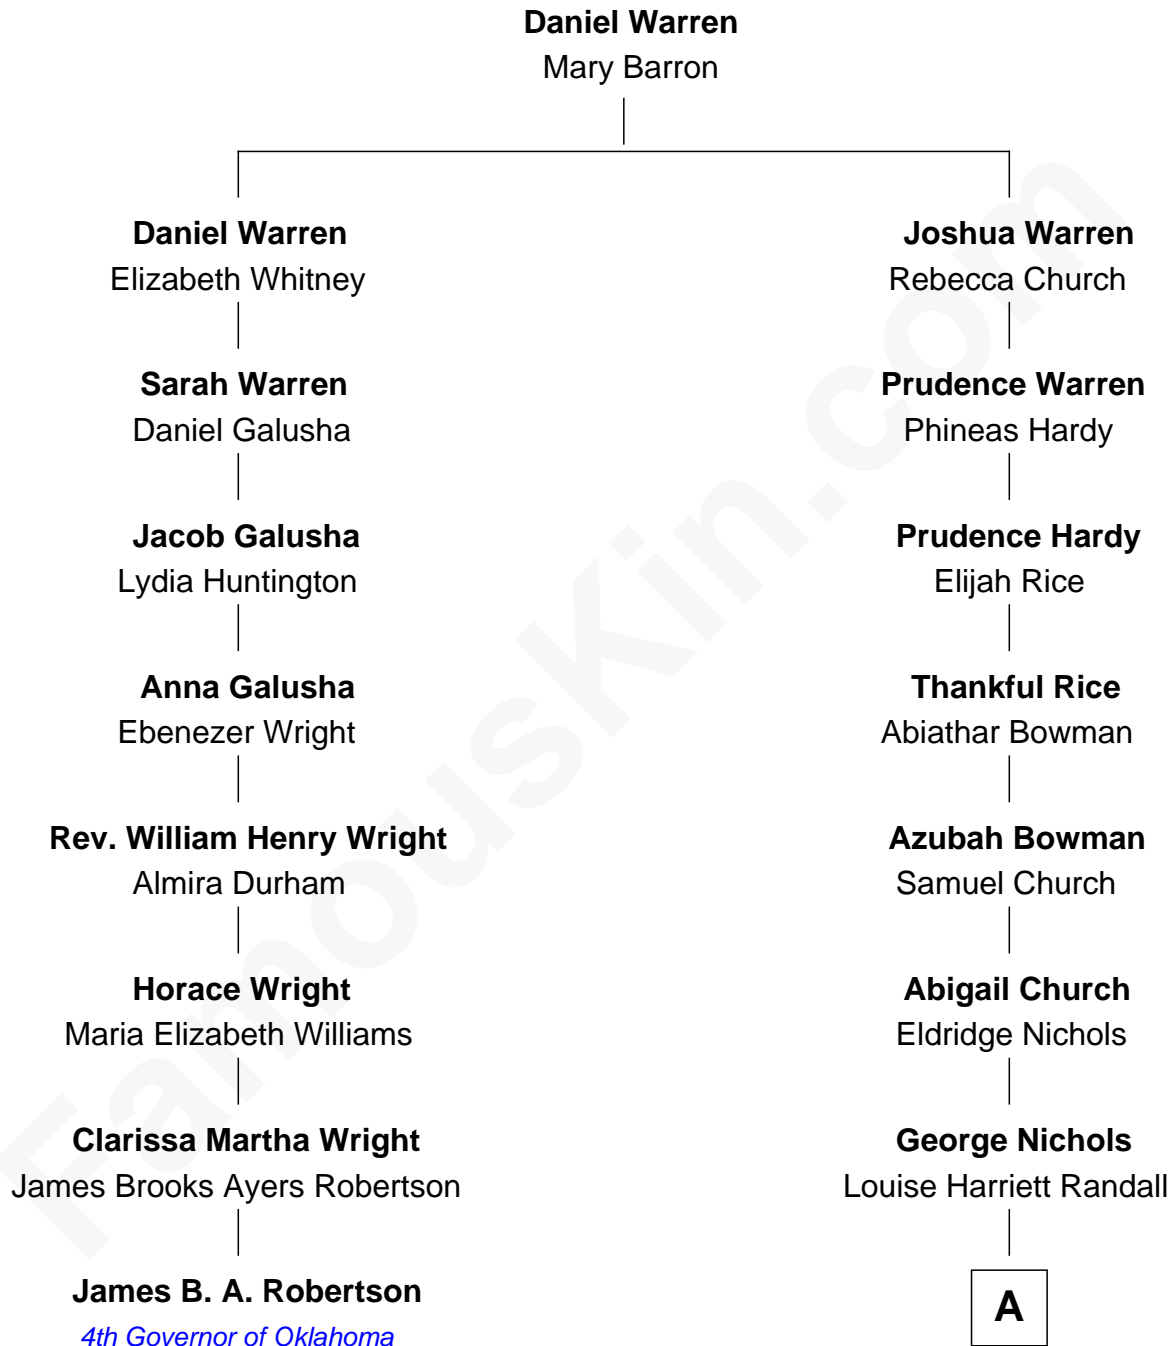 Daniel Warren
Mary Barron
Daniel Warren
Elizabeth Whitney
Sarah Warren
Daniel Galusha
Jacob Galusha
Lydia Huntington
Anna Galusha
Ebenezer Wright
Rev. William Henry Wright
Almira Durham
Horace Wright
Maria Elizabeth Williams
Clarissa Martha Wright
James Brooks Ayers Robertson
James B. A. Robertson
4th Governor of Oklahoma
Joshua Warren
Rebecca Church
Prudence Warren
Phineas Hardy
Prudence Hardy
Elijah Rice
Thankful Rice
Abiathar Bowman
Azubah Bowman
Samuel Church
Abigail Church
Eldridge Nichols
George Nichols
Louise Harriett Randall
A
FamousKin.com